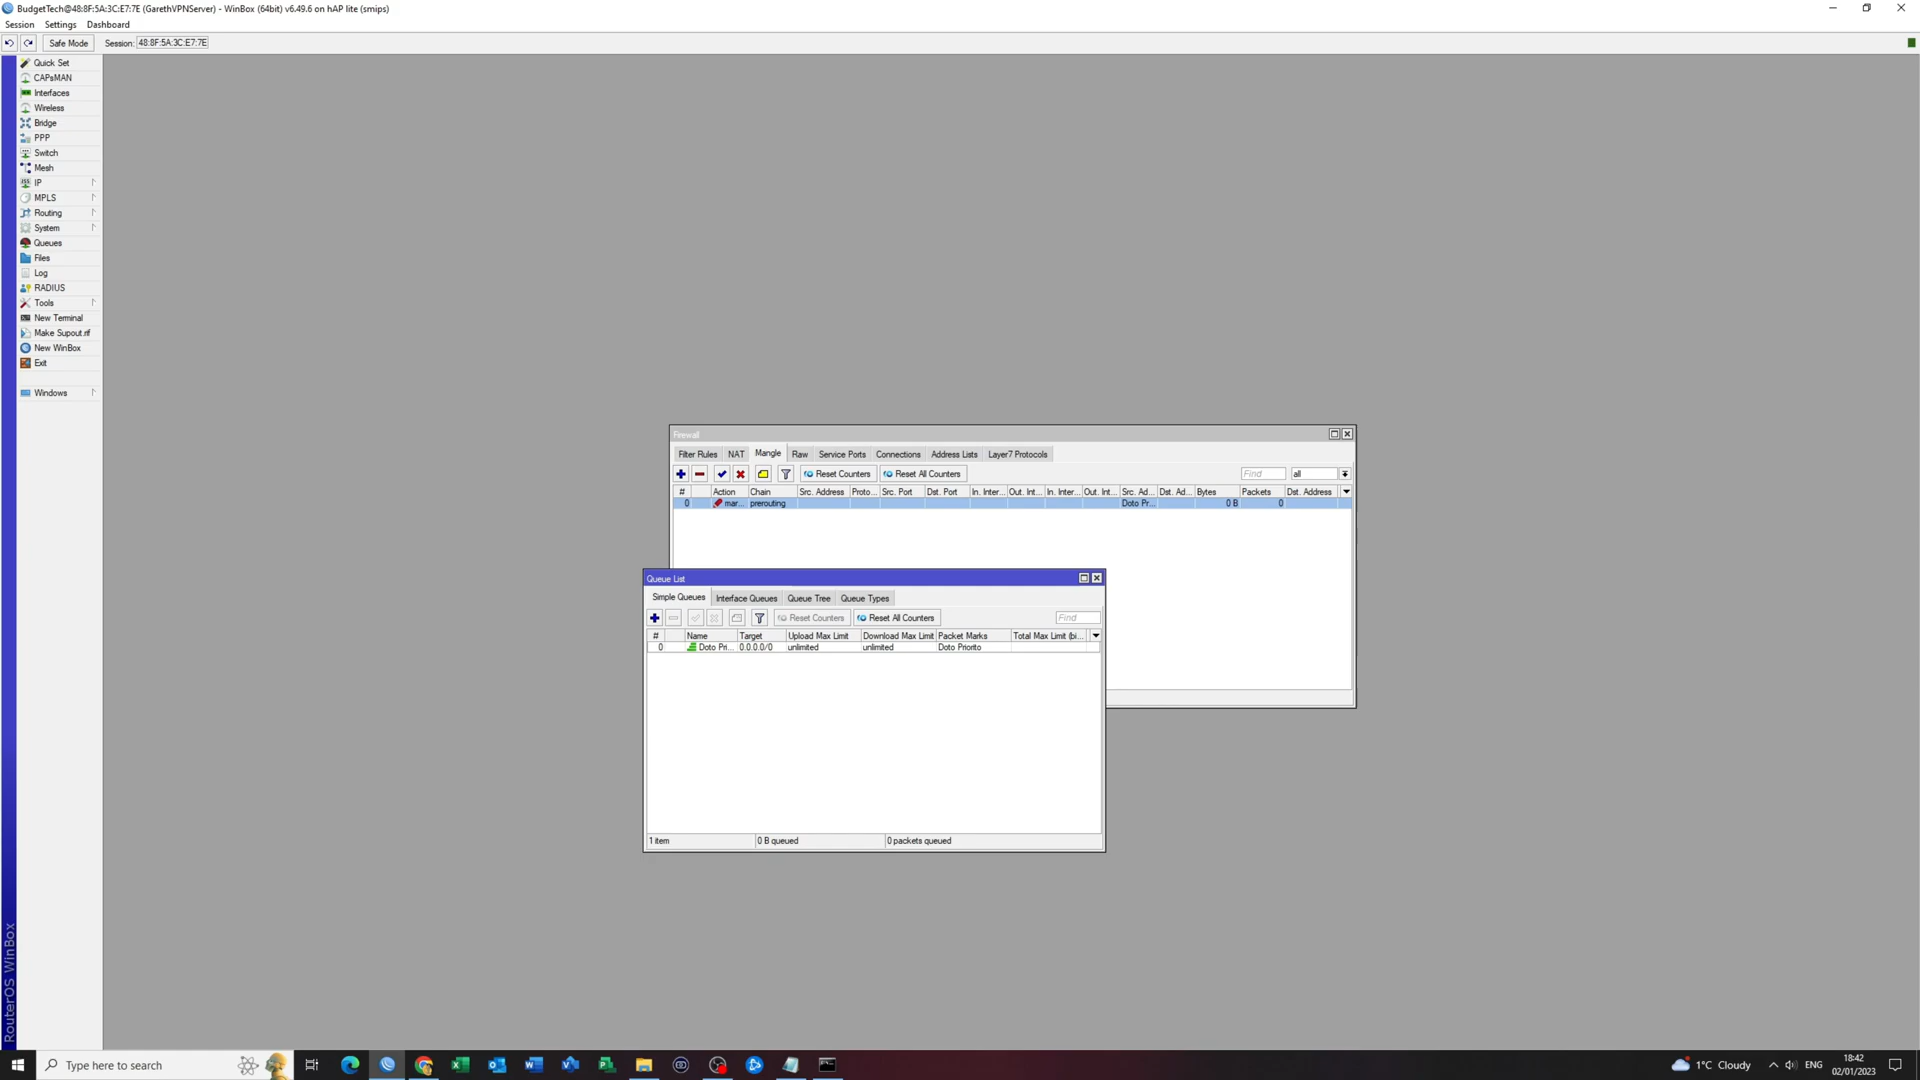 BudgetTech@48:8F:5A:3C:E7:7E (GarethVPNServer) - WinBox (64bit) v6.49.6 on hAP lite (smips)
Session Settings Dashboard
Safe Mode Session: 48:8F:5A:3C:E7:7E
Quick Set
CAPsMAN
Interfaces
Wireless
Bridge
PPP
Switch
Mesh
IP
MPLS
Routing
System
Queues
Files
Log
RADIUS
Tools
New Terminal
Make Supout.rif
New WinBox
Exit
Windows
RouterOS WinBox
Firewall
Filter Rules NAT Mangle Raw Service Ports Connections Address Lists Layer7 Protocols
Reset Counters Reset All Counters Find all
# Action Chain Src. Address Proto... Src. Port Dst. Port In. Inter... Out. Int... In. Inter... Out. Int... Src. Ad... Dst. Ad... Bytes Packets Dst. Address
0 mar... prerouting Doto Pr... 0 B 0
Queue List
Simple Queues Interface Queues Queue Tree Queue Types
Reset Counters Reset All Counters Find
# Name Target Upload Max Limit Download Max Limit Packet Marks Total Max Limit (bi...
0 Doto Pri... 0.0.0.0/0 unlimited unlimited Doto Priorito
1 item 0 B queued 0 packets queued
Type here to search
1°C Cloudy ENG
18:42
02/01/2023